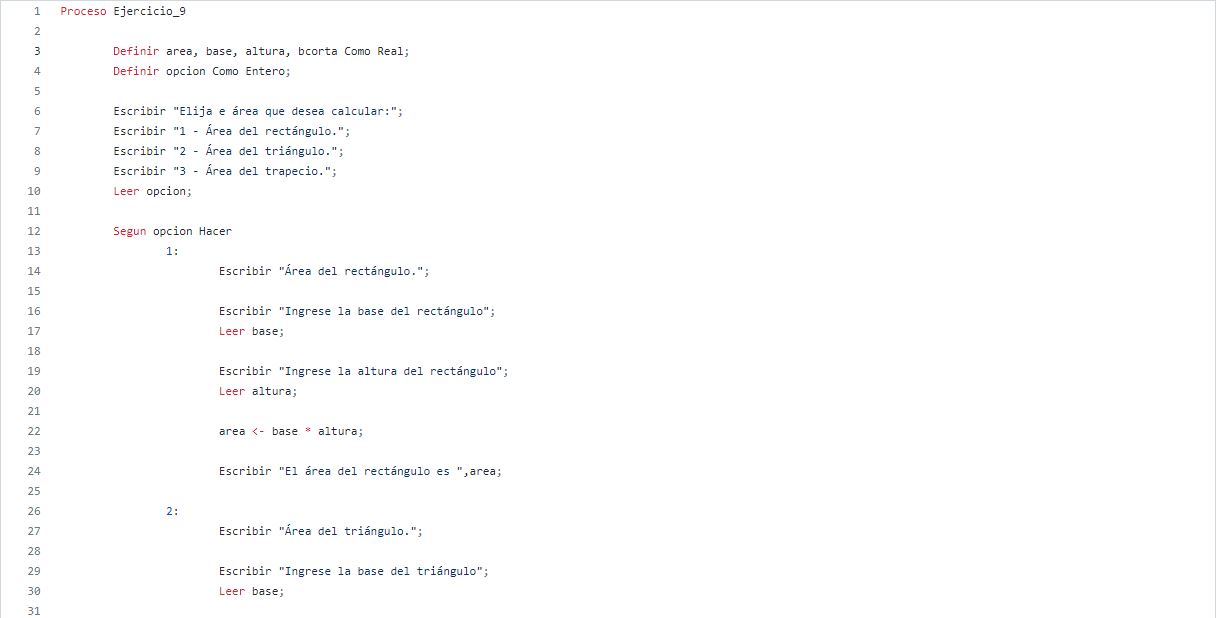 1 Proceso Ejercicio_9
2
3 Definir area, base, altura, bcorta Como Real;
4 Definir opcion Como Entero;
5
6 Escribir "Elija e área que desea calcular:";
7 Escribir "1 - Área del rectángulo.";
8 Escribir "2 - Área del triángulo.";
9 Escribir "3 - Área del trapecio.";
10 Leer opcion;
11
12 Segun opcion Hacer
13 1:
14 Escribir "Área del rectángulo.";
15
16 Escribir "Ingrese la base del rectángulo";
17 Leer base;
18
19 Escribir "Ingrese la altura del rectángulo";
20 Leer altura;
21
22 area <- base * altura;
23
24 Escribir "El área del rectángulo es ",area;
25
26 2:
27 Escribir "Área del triángulo.";
28
29 Escribir "Ingrese la base del triángulo";
30 Leer base;
31